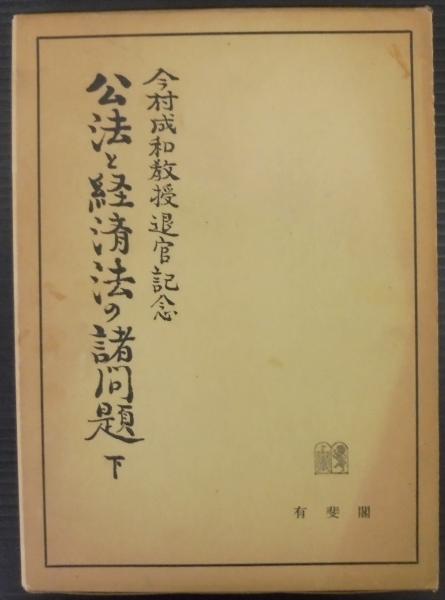 今村成和教授退官記念
公法と経済法の諸問題 下
有斐閣